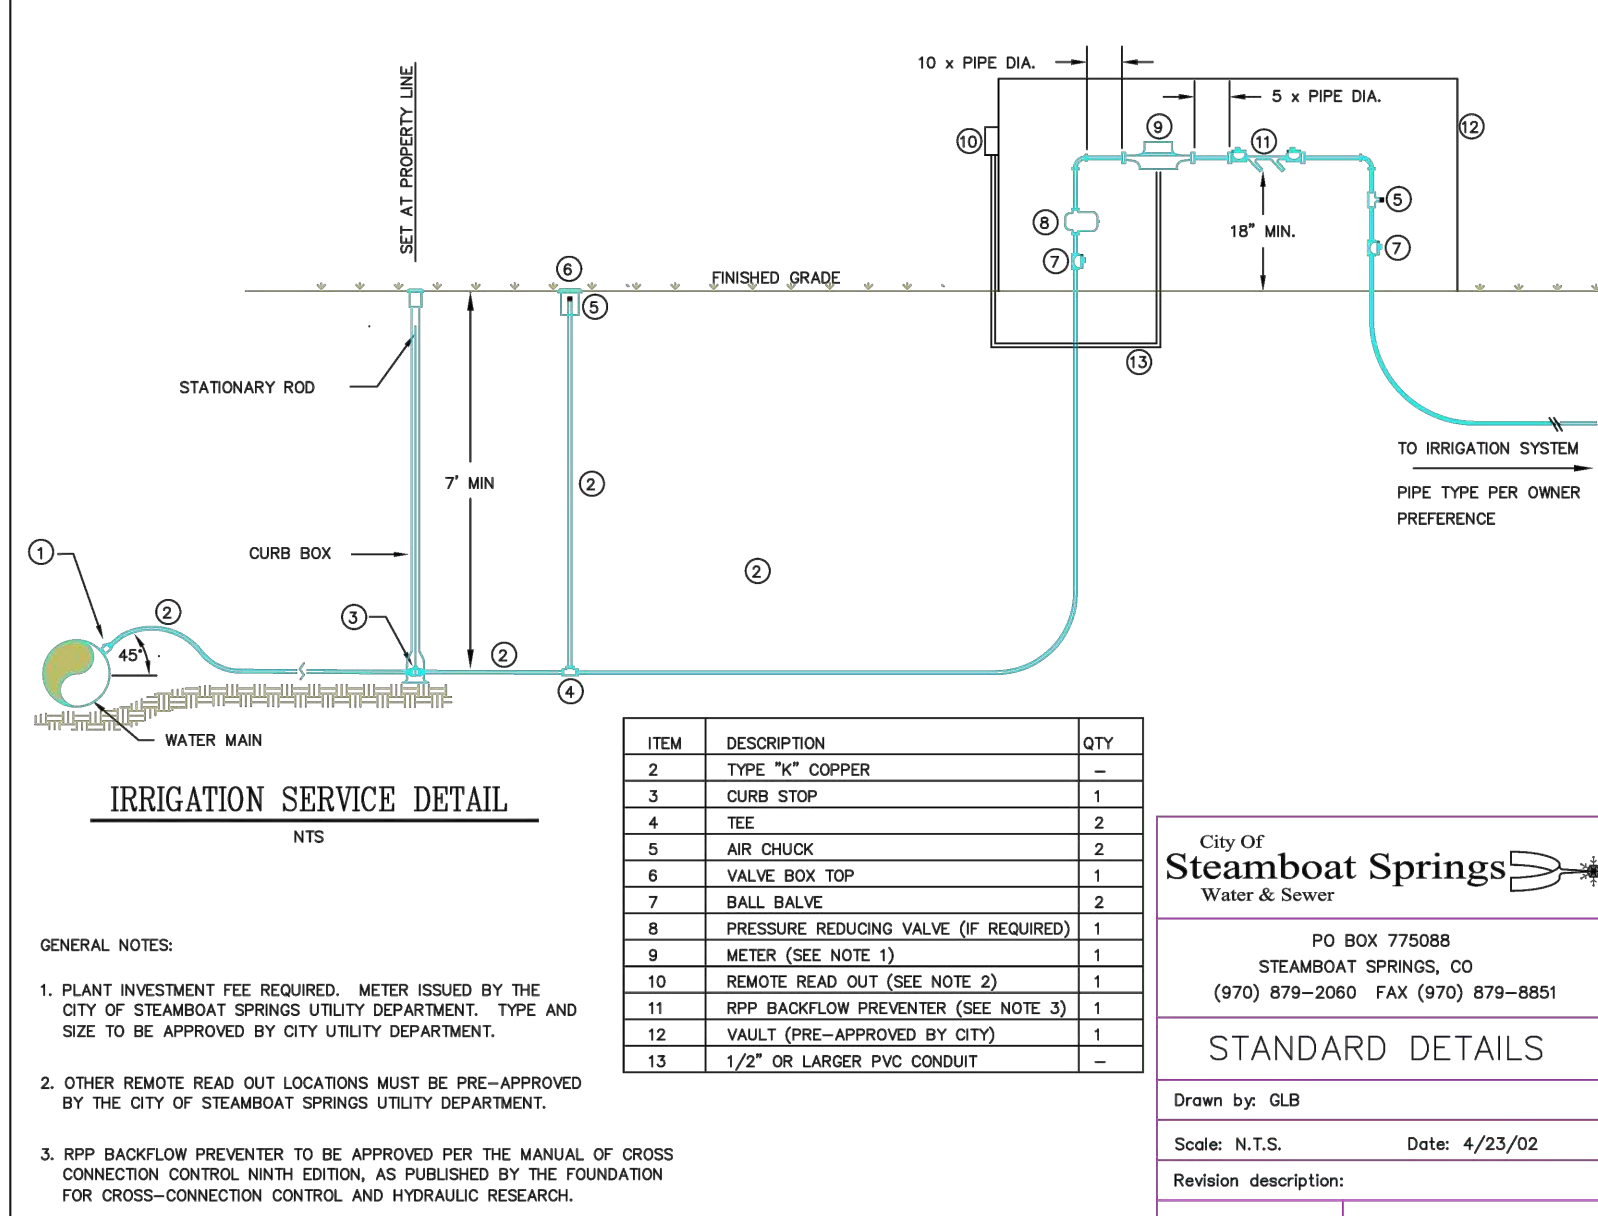 10 x PIPE DIA.
5 x PIPE DIA.
SET AT PROPERTY LINE
9
10
11
12
5
8
18" MIN.
7
7
6
FINISHED GRADE
5
13
STATIONARY ROD
TO IRRIGATION SYSTEM
7' MIN
2
PIPE TYPE PER OWNER
PREFERENCE
1
CURB BOX
2
2
3
45°
2
4
WATER MAIN
IRRIGATION SERVICE DETAIL
NTS
ITEM DESCRIPTION QTY
2 TYPE "K" COPPER –
3 CURB STOP 1
4 TEE 2
5 AIR CHUCK 2
6 VALVE BOX TOP 1
7 BALL BALVE 2
8 PRESSURE REDUCING VALVE (IF REQUIRED) 1
9 METER (SEE NOTE 1) 1
10 REMOTE READ OUT (SEE NOTE 2) 1
11 RPP BACKFLOW PREVENTER (SEE NOTE 3) 1
12 VAULT (PRE–APPROVED BY CITY) 1
13 1/2" OR LARGER PVC CONDUIT –
GENERAL NOTES:
1. PLANT INVESTMENT FEE REQUIRED. METER ISSUED BY THE
CITY OF STEAMBOAT SPRINGS UTILITY DEPARTMENT. TYPE AND
SIZE TO BE APPROVED BY CITY UTILITY DEPARTMENT.
2. OTHER REMOTE READ OUT LOCATIONS MUST BE PRE–APPROVED
BY THE CITY OF STEAMBOAT SPRINGS UTILITY DEPARTMENT.
3. RPP BACKFLOW PREVENTER TO BE APPROVED PER THE MANUAL OF CROSS
CONNECTION CONTROL NINTH EDITION, AS PUBLISHED BY THE FOUNDATION
FOR CROSS–CONNECTION CONTROL AND HYDRAULIC RESEARCH.
City Of
Steamboat Springs
Water & Sewer
PO BOX 775088
STEAMBOAT SPRINGS, CO
(970) 879–2060 FAX (970) 879–8851
STANDARD DETAILS
Drawn by: GLB
Scale: N.T.S. Date: 4/23/02
Revision description: